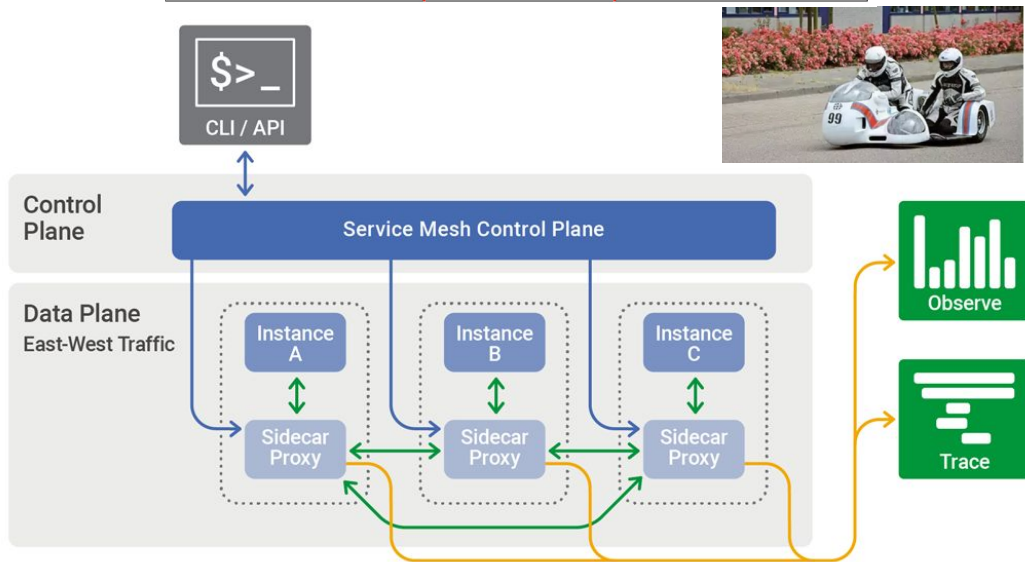 $>_
CLI / API
99
Control
Plane
Service Mesh Control Plane
Data Plane
East-West Traffic
Instance
A
Instance
B
Instance
C
Sidecar
Proxy
Sidecar
Proxy
Sidecar
Proxy
Observe
Trace